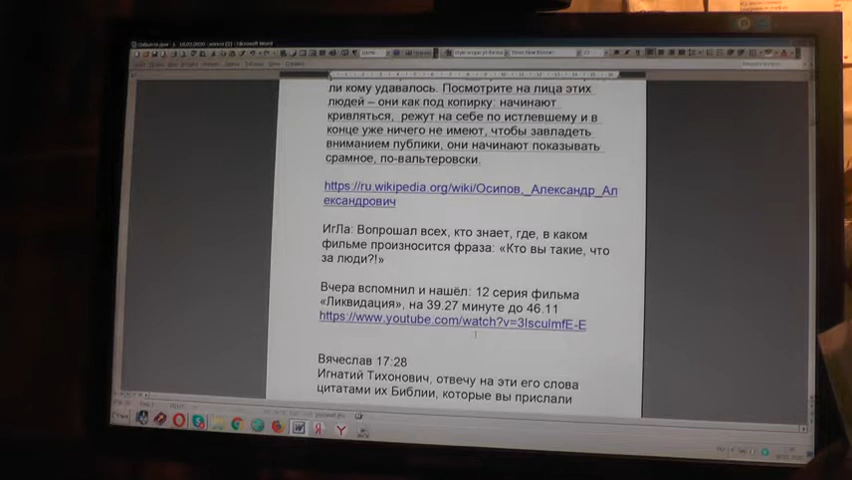 ли кому удавалось. Посмотрите на лица этих
людей – они как под копирку: начинают
кривляться, режут на себе по истлевшему и в
конце уже ничего не имеют, чтобы завладеть
вниманием публики, они начинают показывать
срамное, по-вальтеровски.
https://ru.wikipedia.org/wiki/Осипов,_Александр_Ал
ександрович
ИгЛа: Вопрошал всех, кто знает, где, в каком
фильме произносится фраза: «Кто вы такие, что
за люди?!»
Вчера вспомнил и нашёл: 12 серия фильма
«Ликвидация», на 39.27 минуте до 46.11
https://www.youtube.com/watch?v=3IsculmfE-E
Вячеслав 17:28
Игнатий Тихонович, отвечу на эти его слова
цитатами их Библии, которые вы прислали